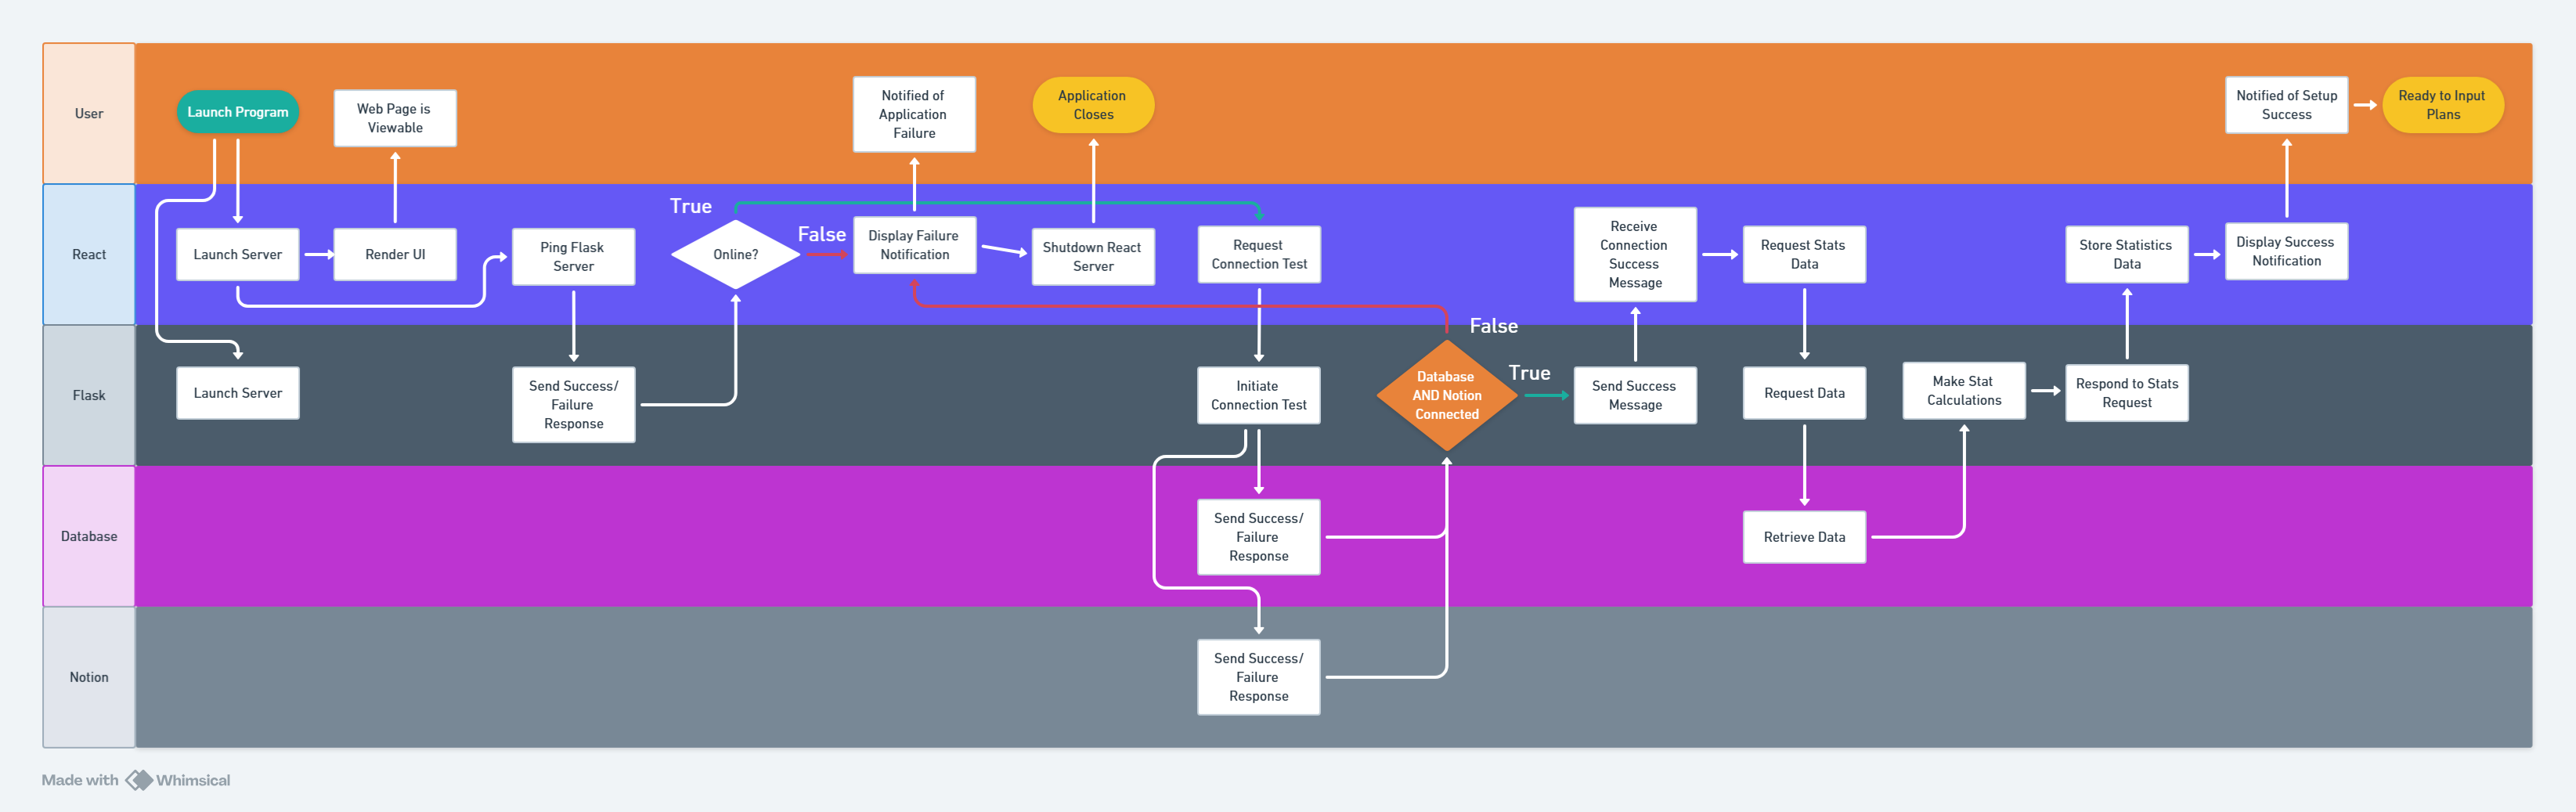 User
Launch Program
Web Page is
Viewable
Notified of
Application
Failure
Application
Closes
Notified of Setup
Success
Ready to Input
Plans
React
Launch Server
Render UI
Ping Flask
Server
True
Online?
False
Display Failure
Notification
Shutdown React
Server
Request
Connection Test
Receive
Connection
Success
Message
Request Stats
Data
Store Statistics
Data
Display Success
Notification
Flask
Launch Server
Send Success/
Failure
Response
Initiate
Connection Test
False
Database
AND Notion
Connected
True
Send Success
Message
Request Data
Make Stat
Calculations
Respond to Stats
Request
Database
Send Success/
Failure
Response
Retrieve Data
Notion
Send Success/
Failure
Response
Made with Whimsical